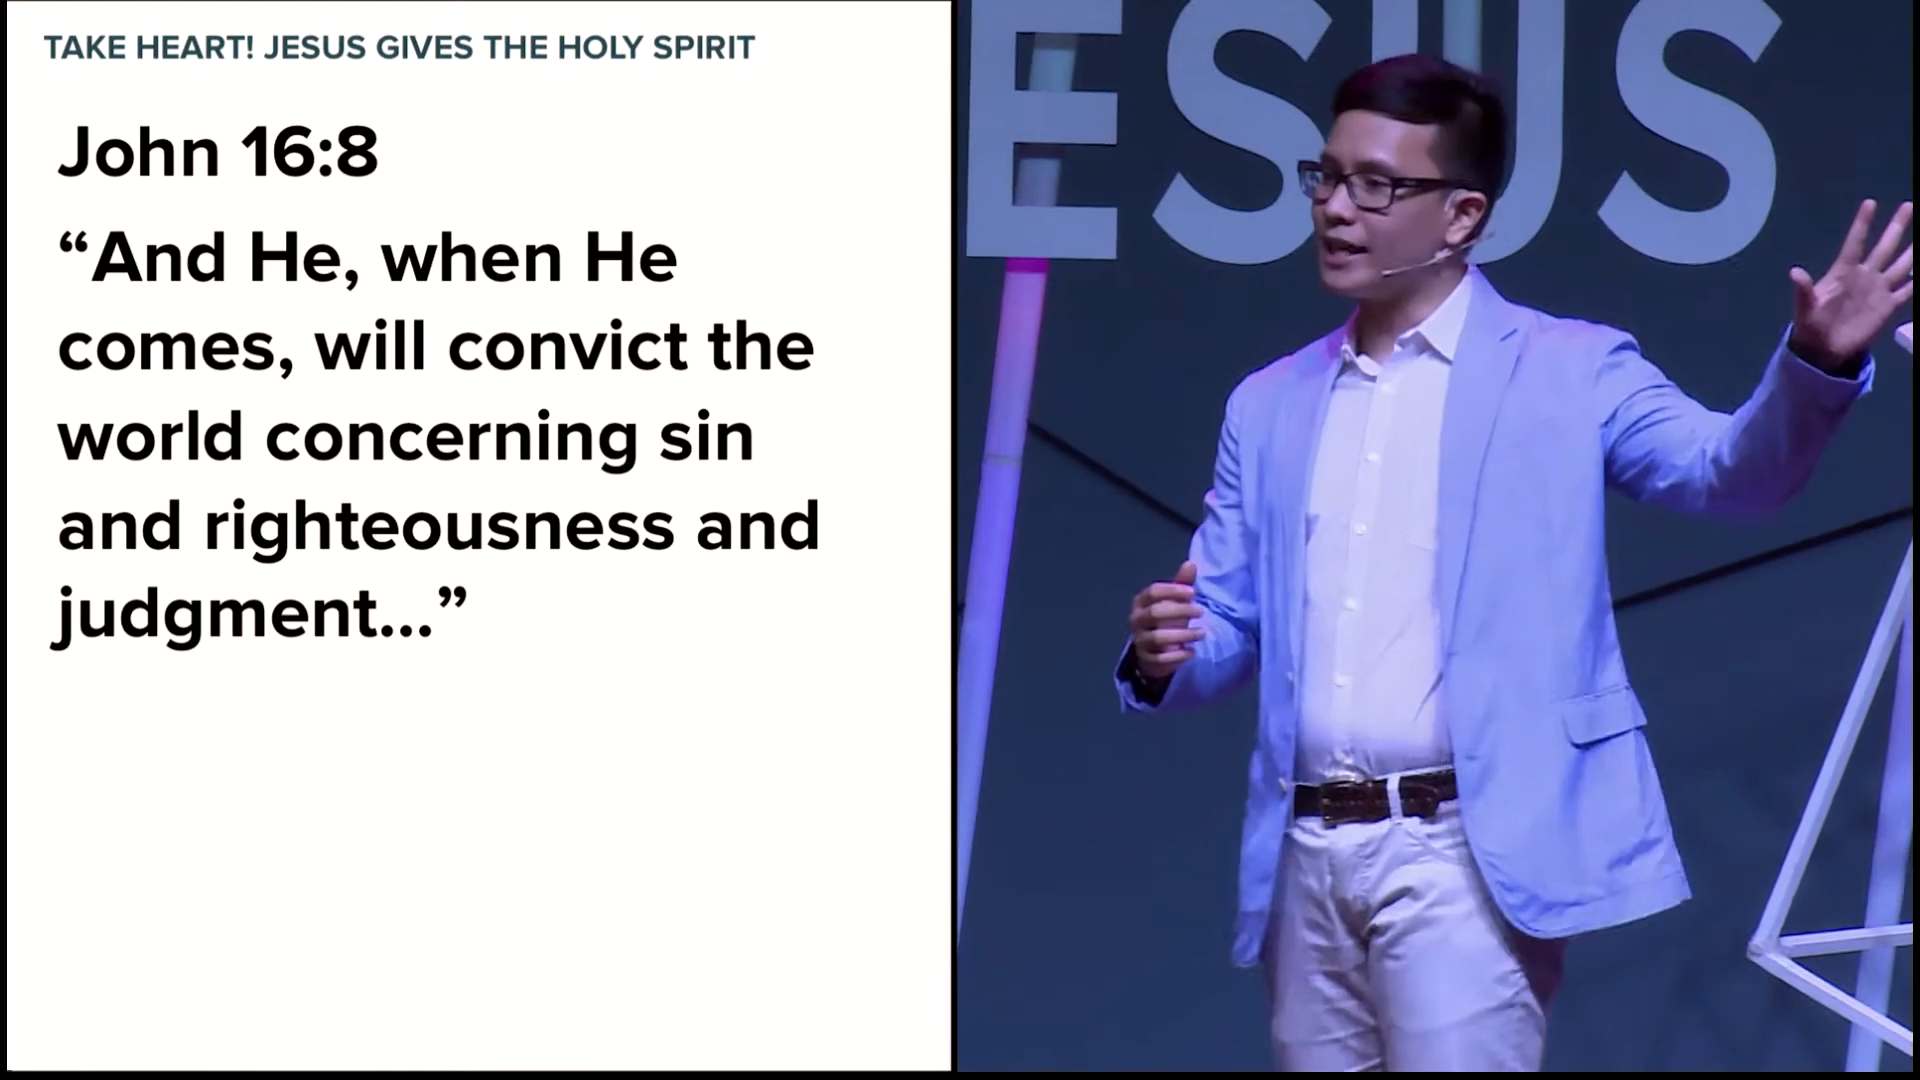 TAKE HEART! JESUS GIVES THE HOLY SPIRIT
John 16:8
“And He, when He
comes, will convict the
world concerning sin
and righteousness and
judgment...”
ESUS